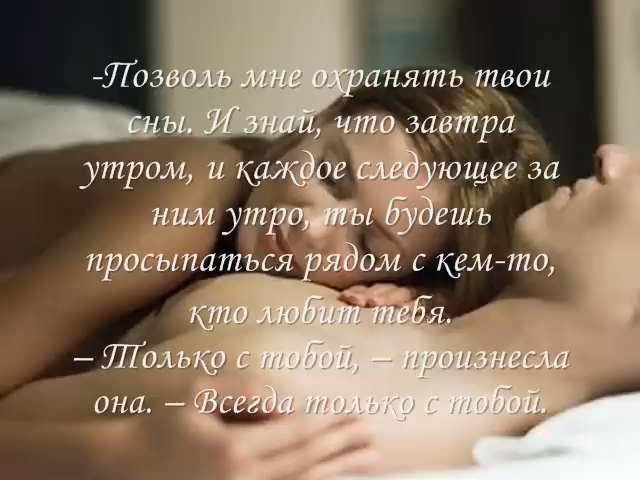 -Позволь мне охранять твои
сны. И знай, что завтра
утром, и каждое следующее за
ним утро, ты будешь
просыпаться рядом с кем-то,
кто любит тебя.
– Только с тобой, – произнесла
она. – Всегда только с тобой.